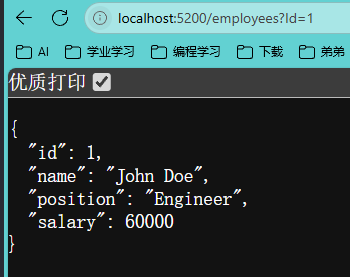 localhost:5200/employees?Id=1
AI 学业学习 编程学习 下载 弟弟
优质打印
{
  "id": 1,
  "name": "John Doe",
  "position": "Engineer",
  "salary": 60000
}